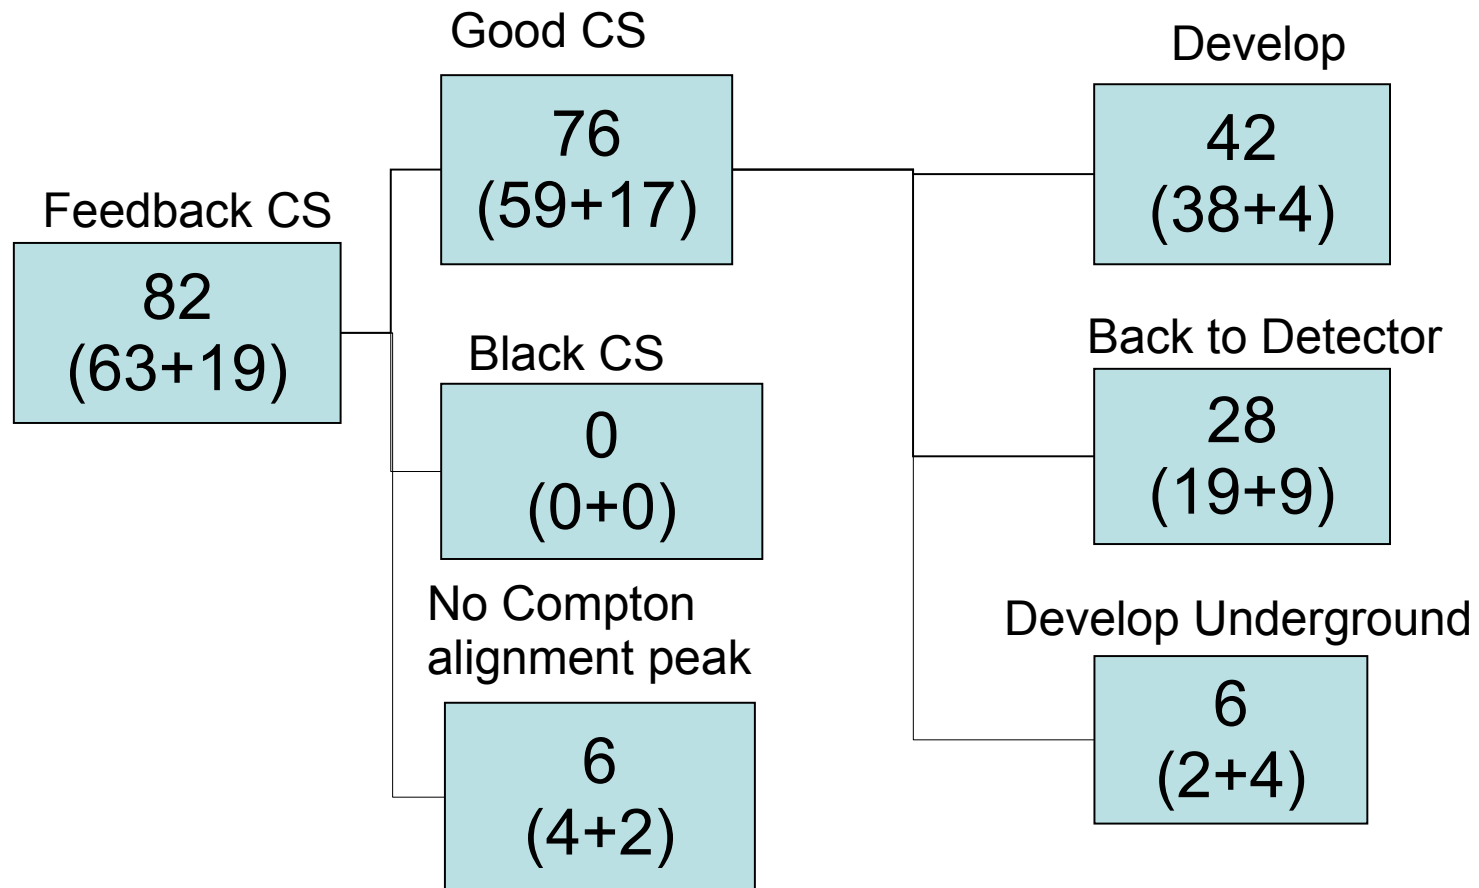 Feedback CS
82
(63+19)
Good CS
76
(59+17)
Black CS
0
(0+0)
No Compton
alignment peak
6
(4+2)
Develop
42
(38+4)
Back to Detector
28
(19+9)
Develop Underground
6
(2+4)